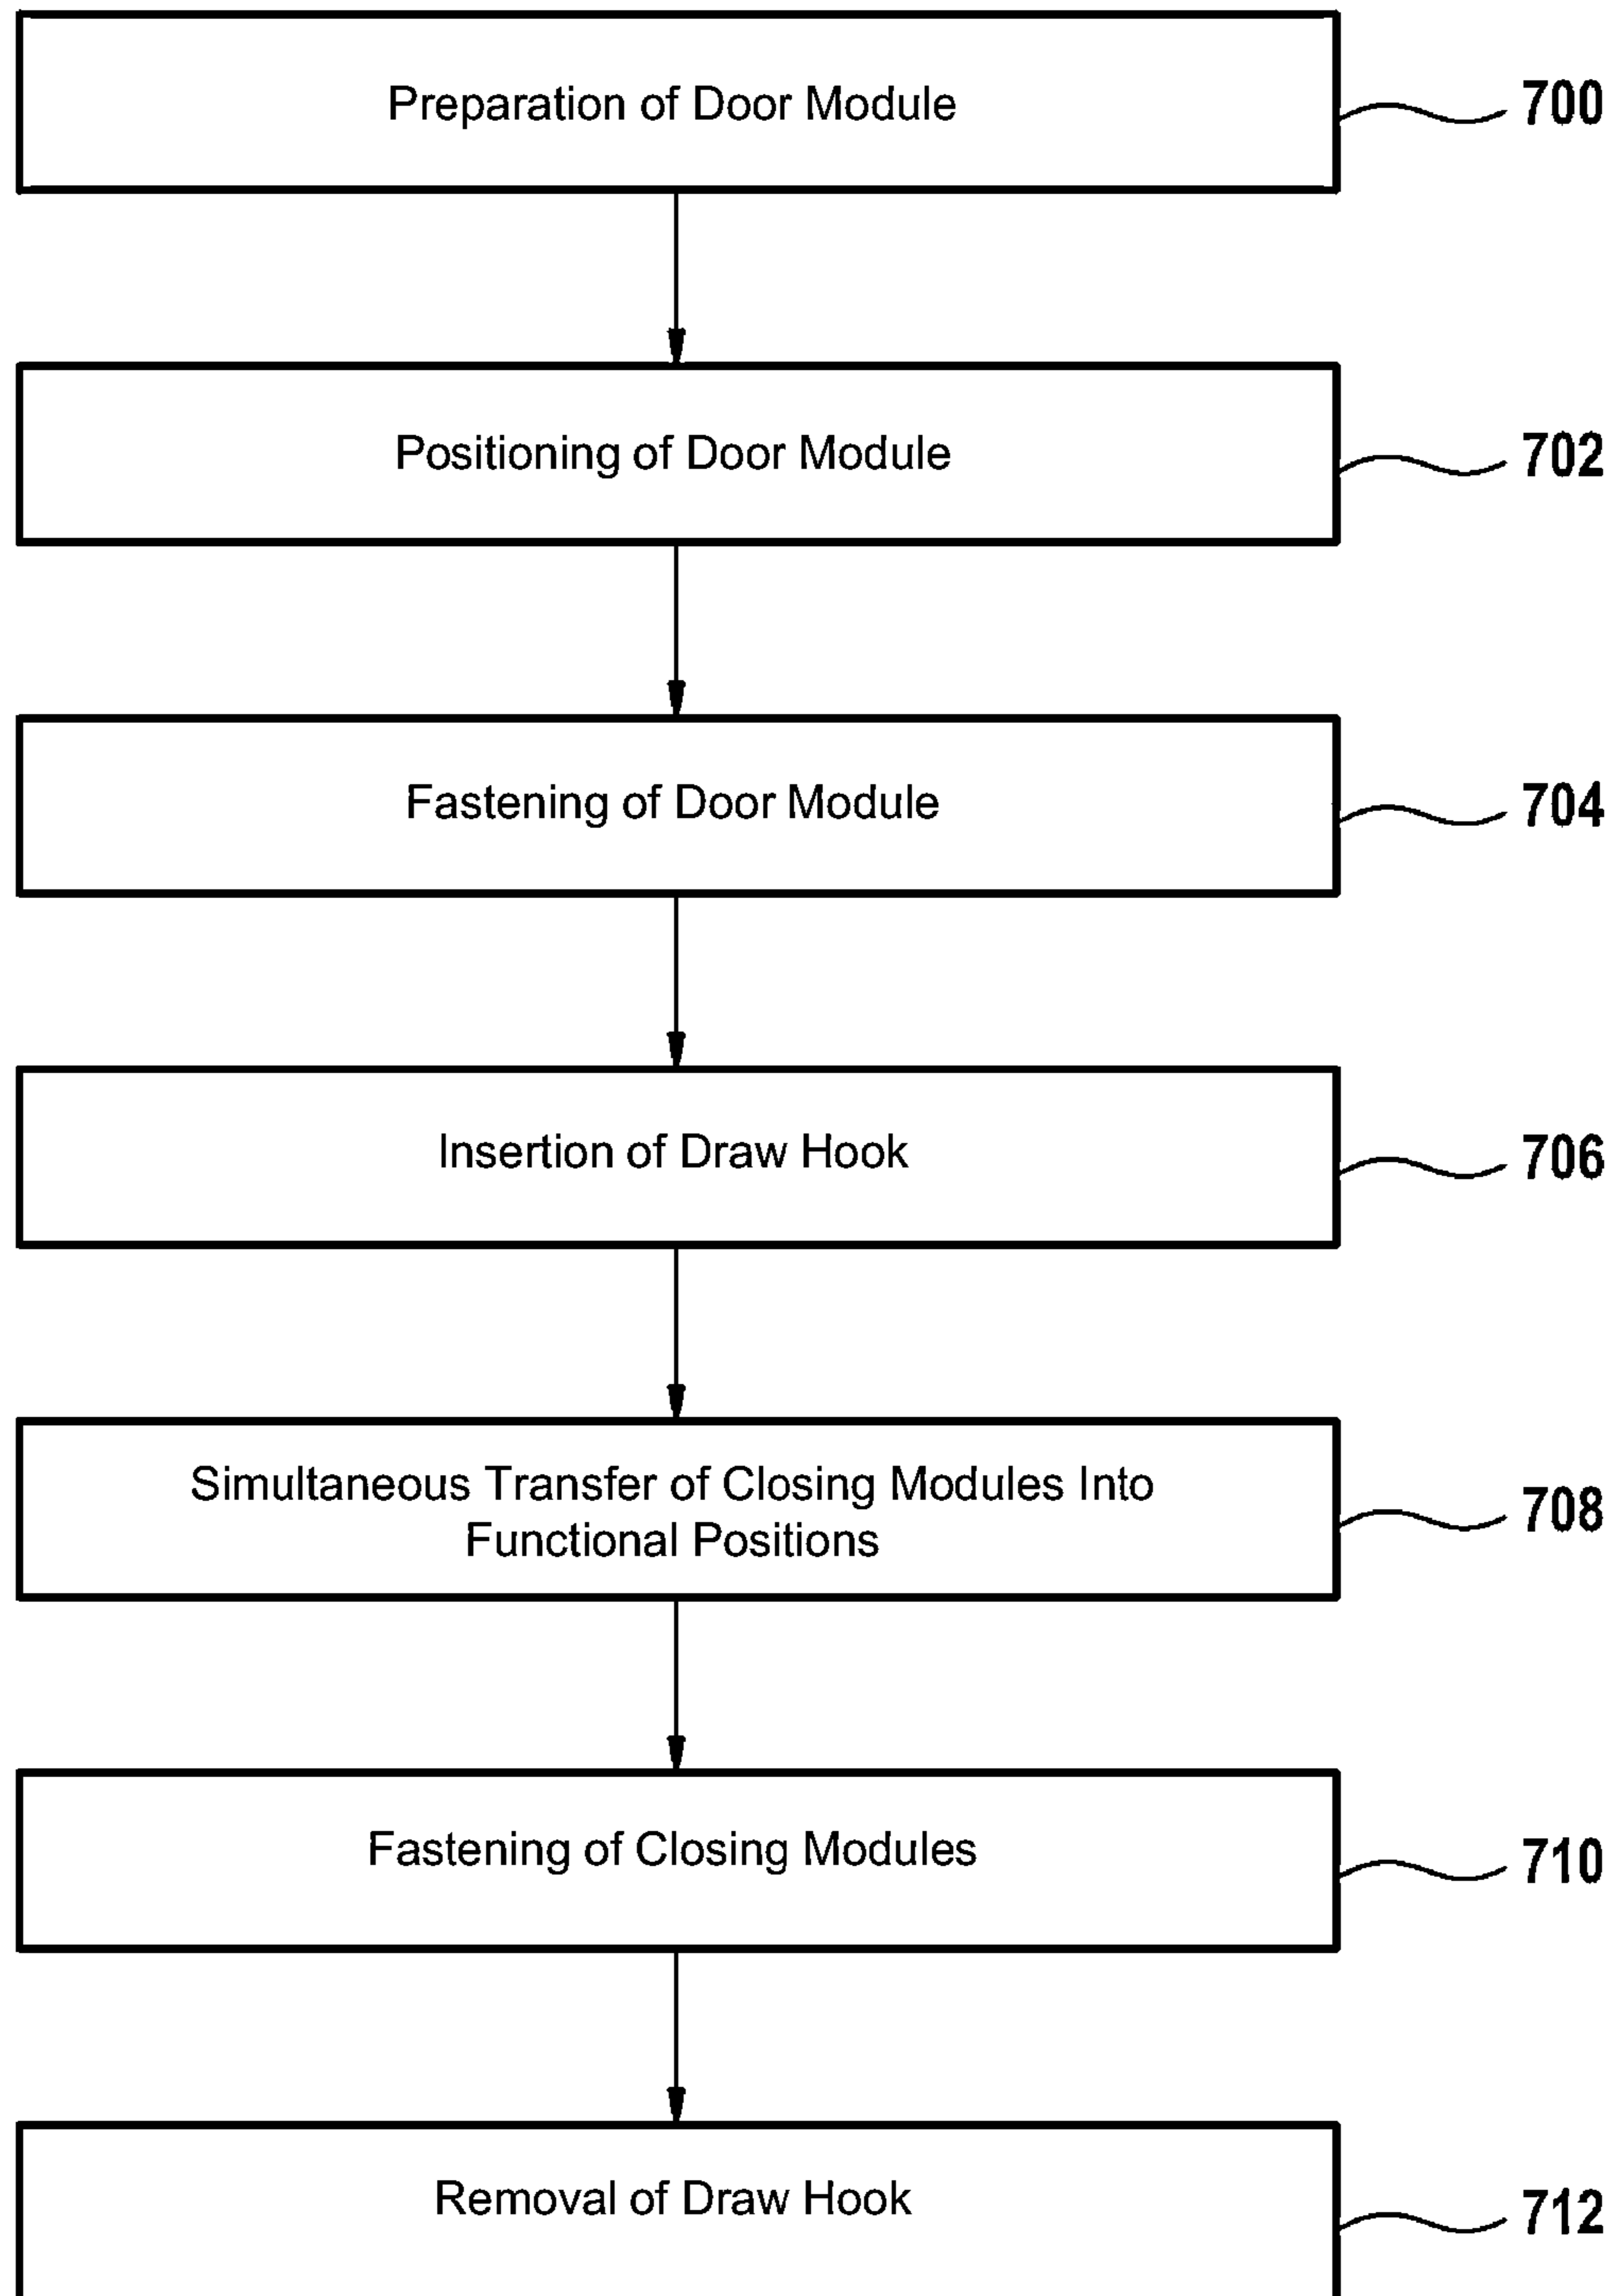 Preparation of Door Module
700
Positioning of Door Module
702
Fastening of Door Module
704
Insertion of Draw Hook
706
Simultaneous Transfer of Closing Modules Into
Functional Positions
708
Fastening of Closing Modules
710
Removal of Draw Hook
712